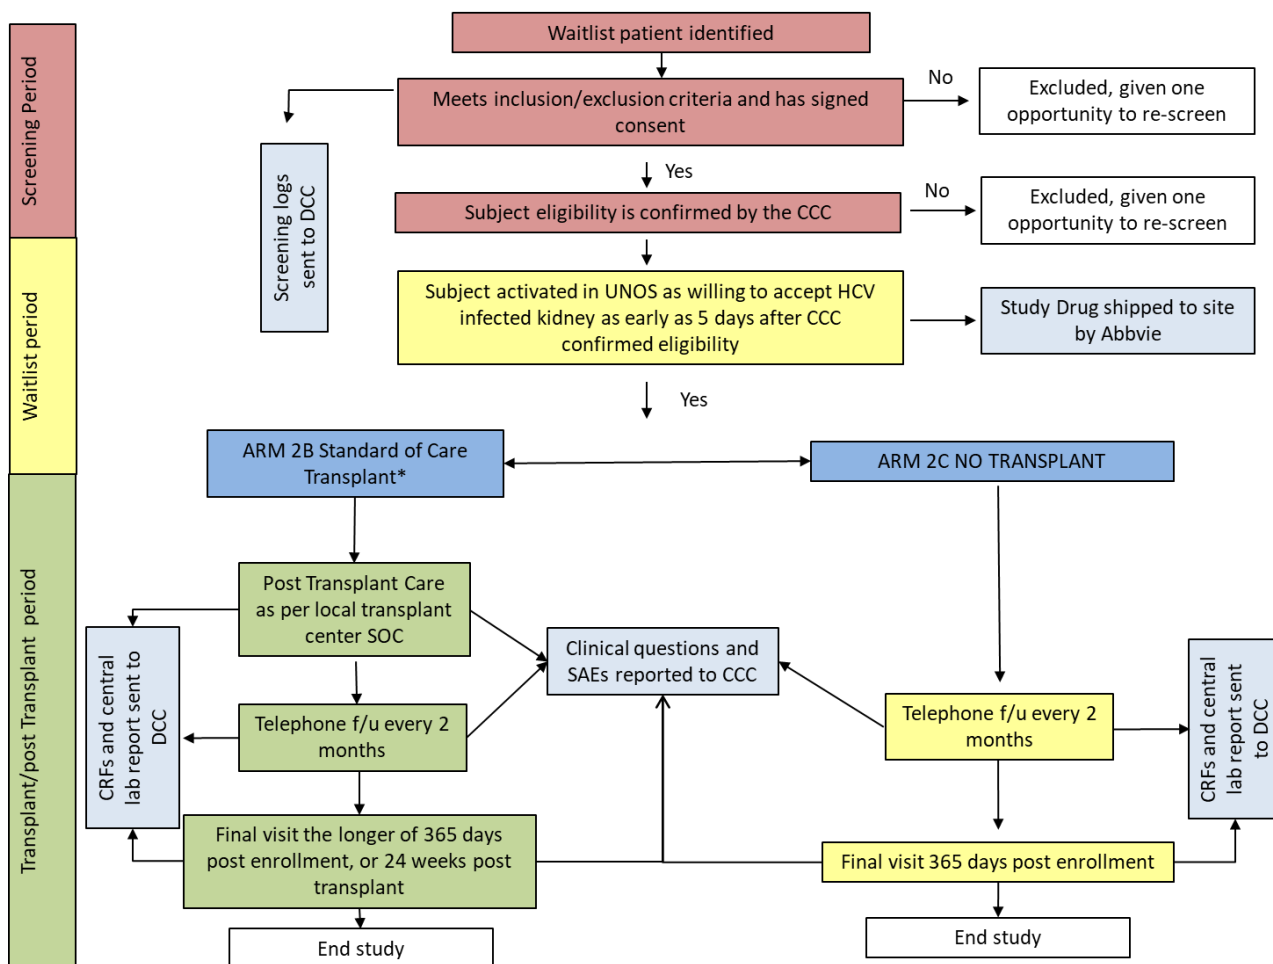 Screening Period
Waitlist period
Transplant/post Transplant period
Waitlist patient identified
Meets inclusion/exclusion criteria and has signed
consent
No
Excluded, given one
opportunity to re-screen
Screening logs
sent to DCC
Yes
Subject eligibility is confirmed by the CCC
No
Excluded, given one
opportunity to re-screen
Subject activated in UNOS as willing to accept HCV
infected kidney as early as 5 days after CCC
confirmed eligibility
Study Drug shipped to site
by Abbvie
Yes
ARM 2B Standard of Care
Transplant*
ARM 2C NO TRANSPLANT
Post Transplant Care
as per local transplant
center SOC
Clinical questions and
SAEs reported to CCC
CRFs and central
lab report sent to
DCC
Telephone f/u every 2
months
Telephone f/u every 2
months
CRFs and central
lab report sent
to DCC
Final visit the longer of 365 days
post enrollment, or 24 weeks post
transplant
Final visit 365 days post enrollment
End study
End study